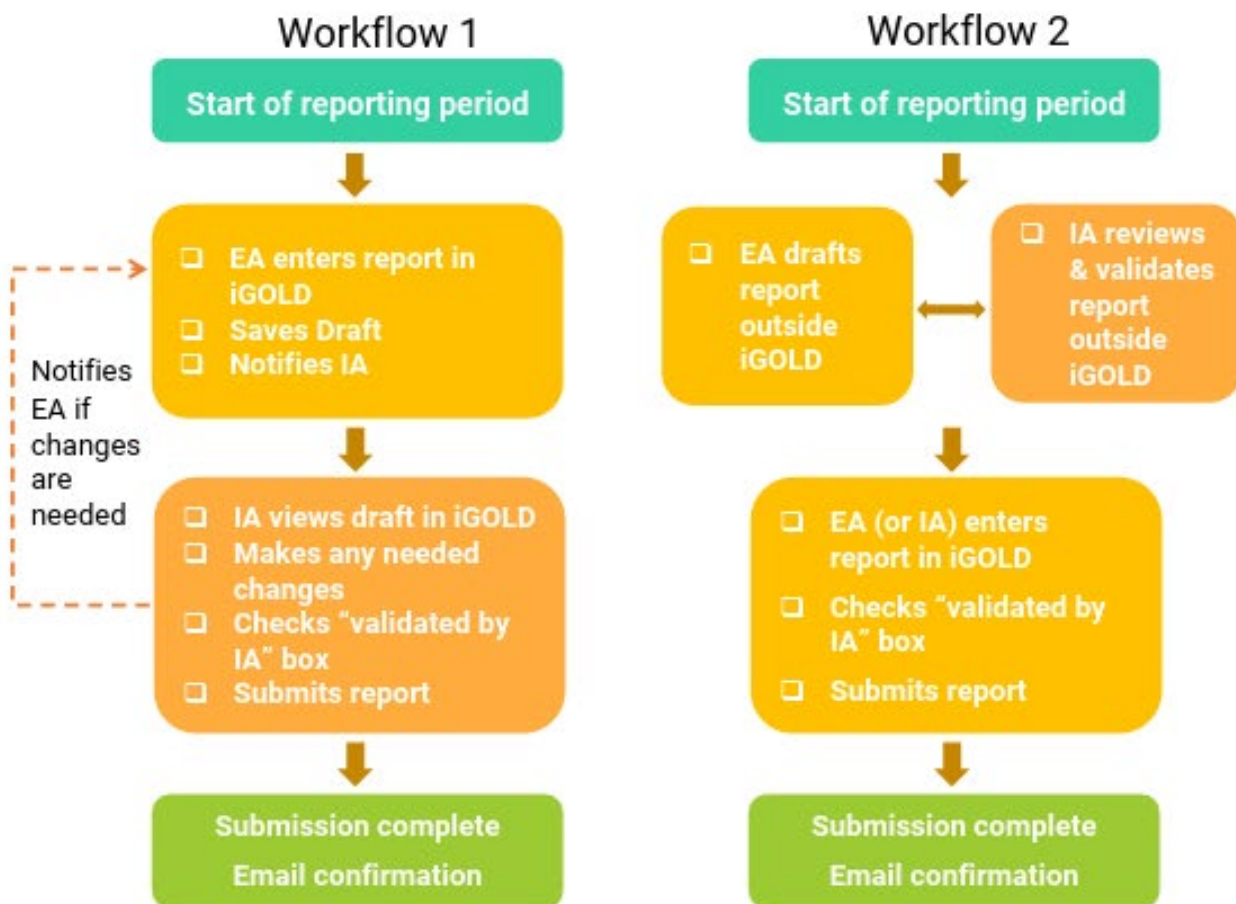 Workflow 1
Start of reporting period
❑ EA enters report in
iGOLD
❑ Saves Draft
❑ Notifies IA
Notifies
EA if
changes
are
needed
❑ IA views draft in iGOLD
❑ Makes any needed
changes
❑ Checks “validated by
IA” box
❑ Submits report
Submission complete
Email confirmation
Workflow 2
Start of reporting period
❑ EA drafts
report
outside
iGOLD
❑ IA reviews
& validates
report
outside
iGOLD
❑ EA (or IA) enters
report in iGOLD
❑ Checks “validated by
IA” box
❑ Submits report
Submission complete
Email confirmation